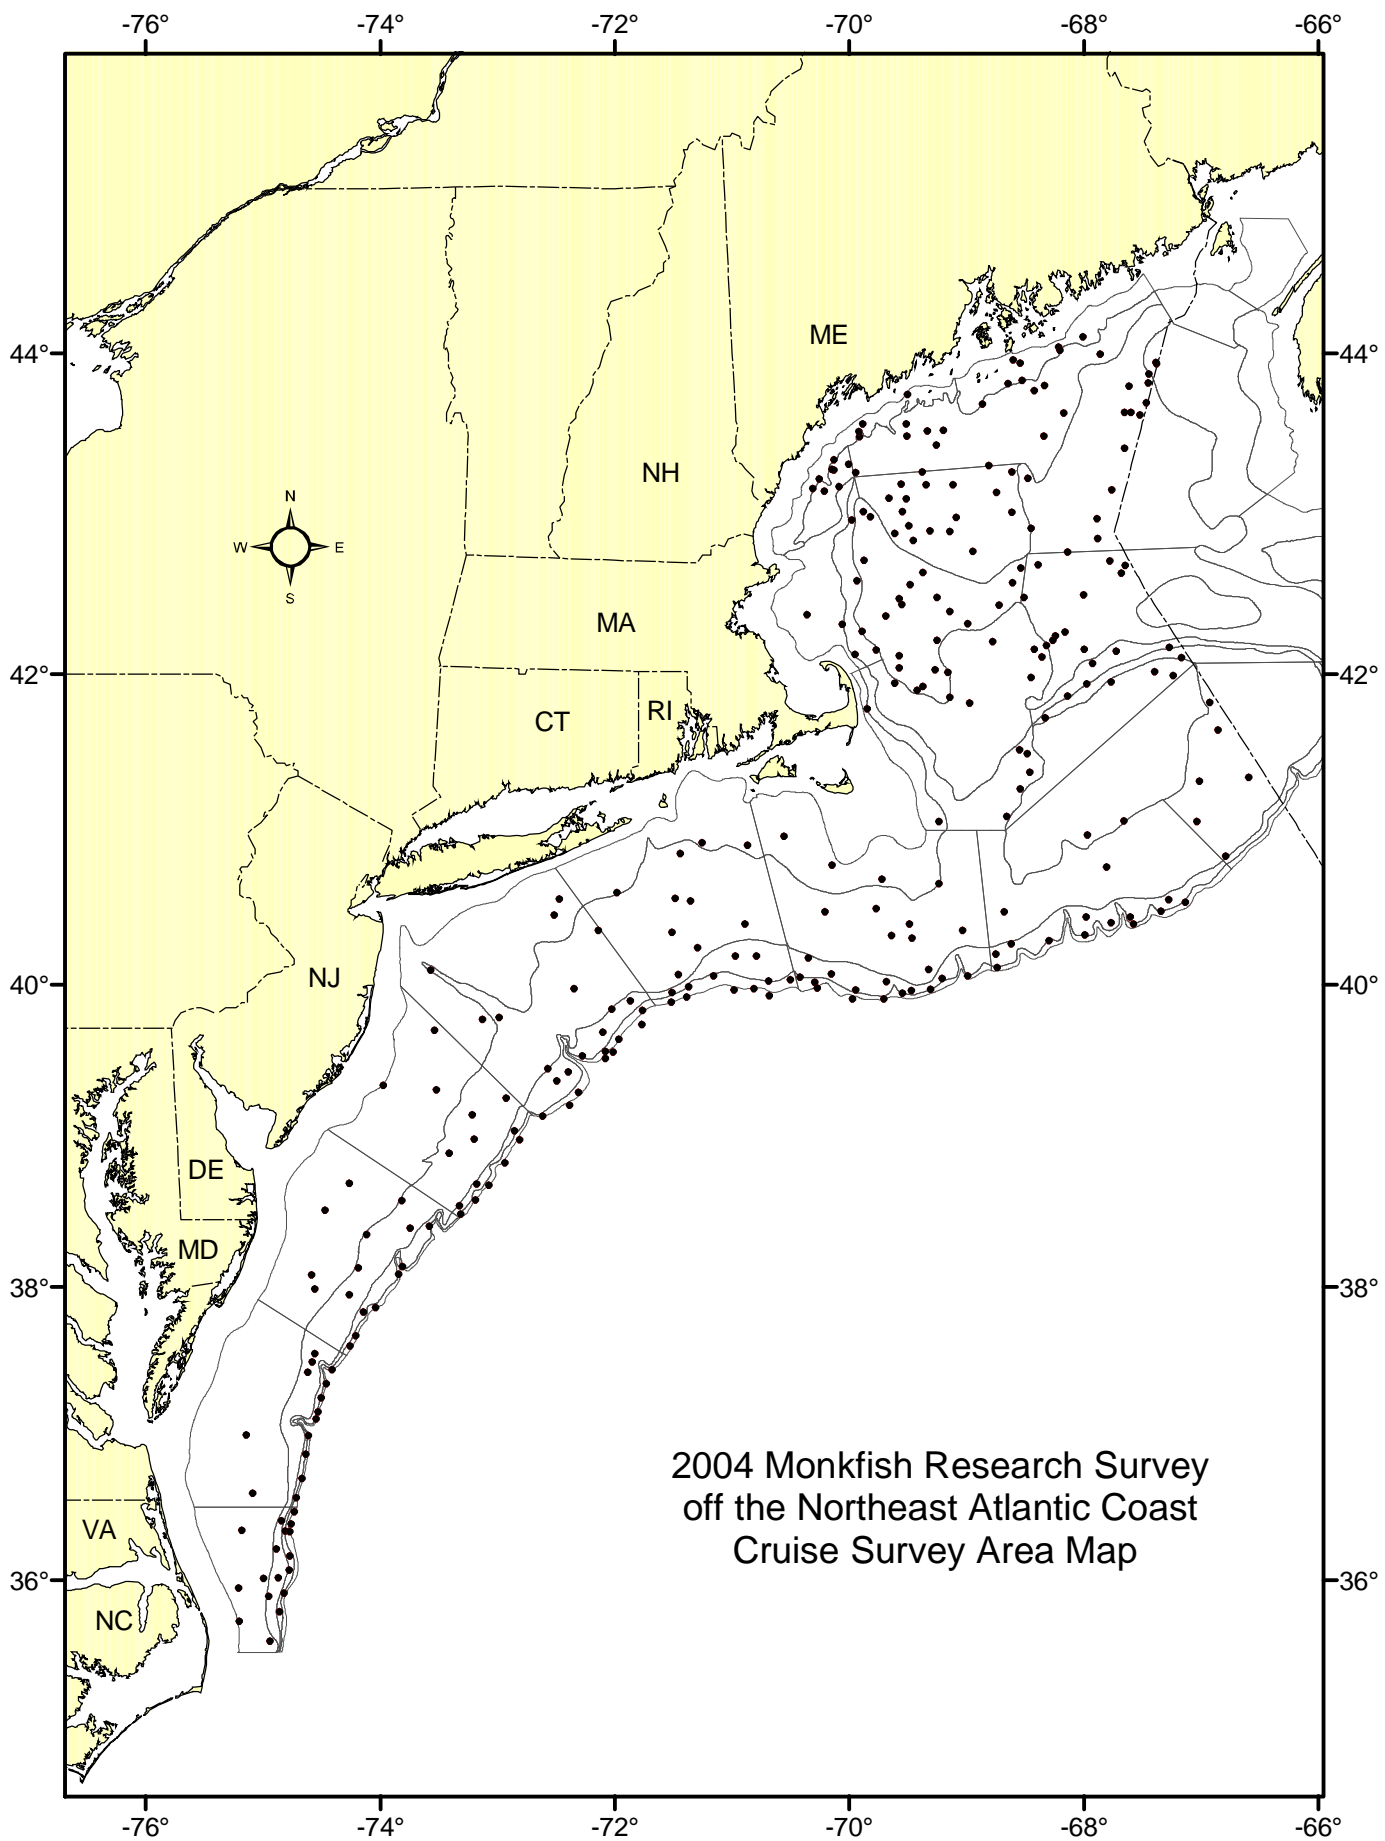 -76° -74° -72° -70° -68° -66°
ME
44° 44°
NH
N
W E
S
MA
42° 42°
CT RI
NJ
40° 40°
DE
MD
38° 38°
2004 Monkfish Research Survey
off the Northeast Atlantic Coast
Cruise Survey Area Map
VA
36° 36°
NC
-76° -74° -72° -70° -68° -66°